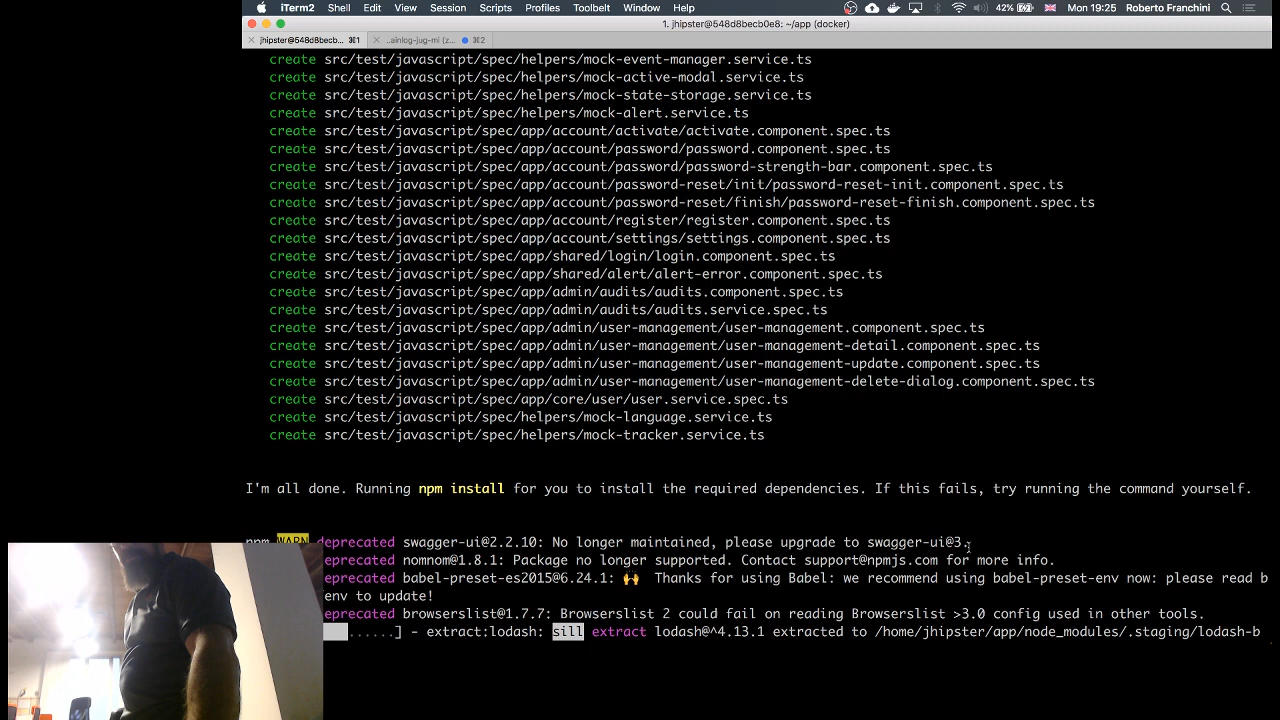 iTerm2 Shell Edit View Session Scripts Profiles Toolbelt Window Help 42% Mon 19:25 Roberto Franchini
1. jhipster@548d8becb0e8: ~/app (docker)
jhipster@548d8becb... ⌘1 ..ainlog-jug-mi (z... ⌘2
create src/test/javascript/spec/helpers/mock-event-manager.service.ts
create src/test/javascript/spec/helpers/mock-active-modal.service.ts
create src/test/javascript/spec/helpers/mock-state-storage.service.ts
create src/test/javascript/spec/helpers/mock-alert.service.ts
create src/test/javascript/spec/app/account/activate/activate.component.spec.ts
create src/test/javascript/spec/app/account/password/password.component.spec.ts
create src/test/javascript/spec/app/account/password/password-strength-bar.component.spec.ts
create src/test/javascript/spec/app/account/password-reset/init/password-reset-init.component.spec.ts
create src/test/javascript/spec/app/account/password-reset/finish/password-reset-finish.component.spec.ts
create src/test/javascript/spec/app/account/register/register.component.spec.ts
create src/test/javascript/spec/app/account/settings/settings.component.spec.ts
create src/test/javascript/spec/app/shared/login/login.component.spec.ts
create src/test/javascript/spec/app/shared/alert/alert-error.component.spec.ts
create src/test/javascript/spec/app/admin/audits/audits.component.spec.ts
create src/test/javascript/spec/app/admin/audits/audits.service.spec.ts
create src/test/javascript/spec/app/admin/user-management/user-management.component.spec.ts
create src/test/javascript/spec/app/admin/user-management/user-management-detail.component.spec.ts
create src/test/javascript/spec/app/admin/user-management/user-management-update.component.spec.ts
create src/test/javascript/spec/app/admin/user-management/user-management-delete-dialog.component.spec.ts
create src/test/javascript/spec/app/core/user/user.service.spec.ts
create src/test/javascript/spec/helpers/mock-language.service.ts
create src/test/javascript/spec/helpers/mock-tracker.service.ts
I'm all done. Running npm install for you to install the required dependencies. If this fails, try running the command yourself.
npm WARN deprecated swagger-ui@2.2.10: No longer maintained, please upgrade to swagger-ui@3.
eprecated nomnom@1.8.1: Package no longer supported. Contact support@npmjs.com for more info.
eprecated babel-preset-es2015@6.24.1: 🙌 Thanks for using Babel: we recommend using babel-preset-env now: please read b
env to update!
eprecated browserslist@1.7.7: Browserslist 2 could fail on reading Browserslist >3.0 config used in other tools.
......] - extract:lodash: sill extract lodash@^4.13.1 extracted to /home/jhipster/app/node_modules/.staging/lodash-b